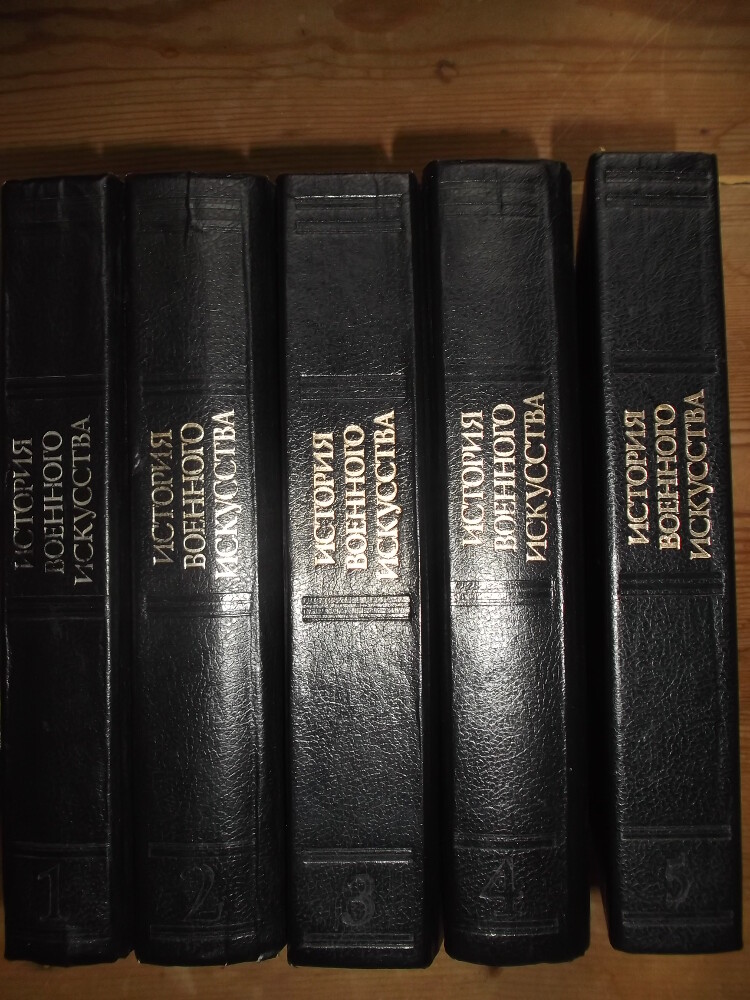 ИСТОРИЯ
ВОЕННОГО
ИСКУССТВА
1
ИСТОРИЯ
ВОЕННОГО
ИСКУССТВА
2
ИСТОРИЯ
ВОЕННОГО
ИСКУССТВА
3
ИСТОРИЯ
ВОЕННОГО
ИСКУССТВА
4
ИСТОРИЯ
ВОЕННОГО
ИСКУССТВА
5